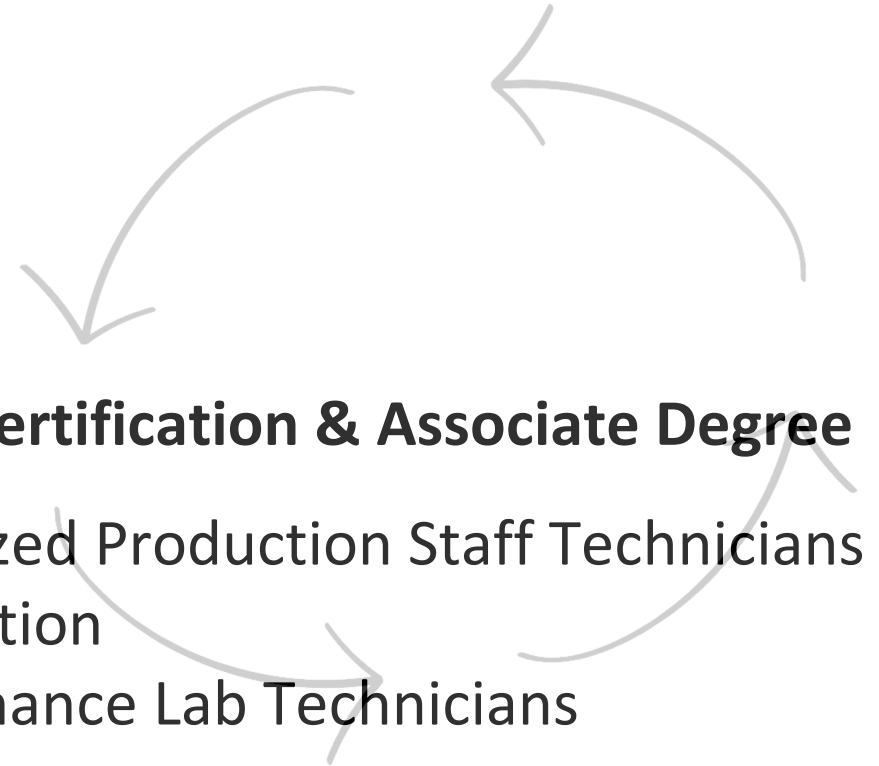 ertification & Associate Degree
zed Production Staff Technicians
tion
nance Lab Technicians